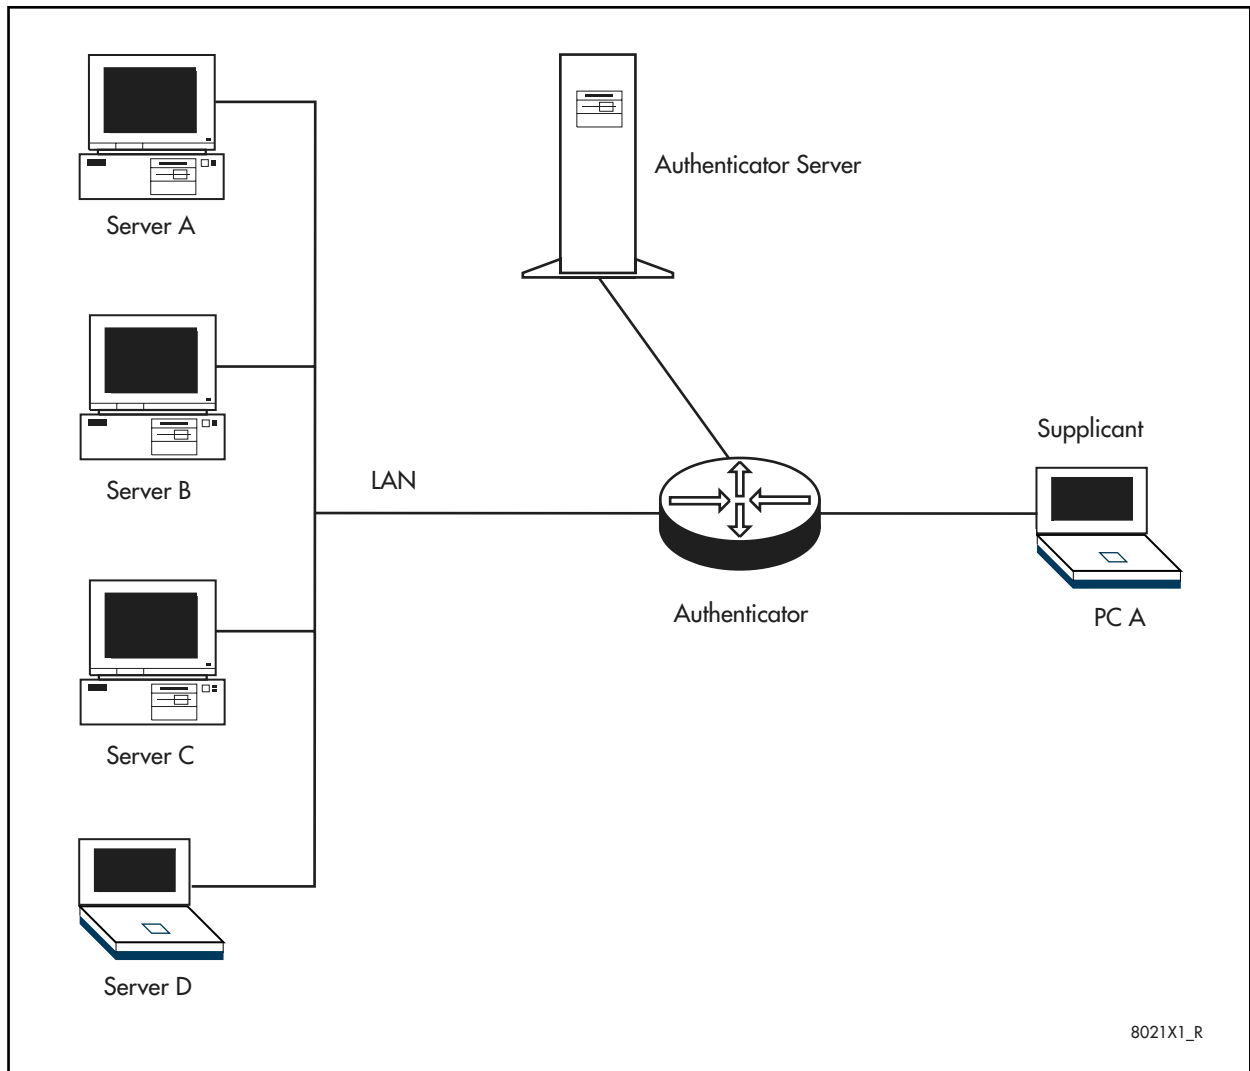 Server A
Authenticator Server
Server B
LAN
Supplicant
Authenticator
PC A
Server C
Server D
8021X1_R